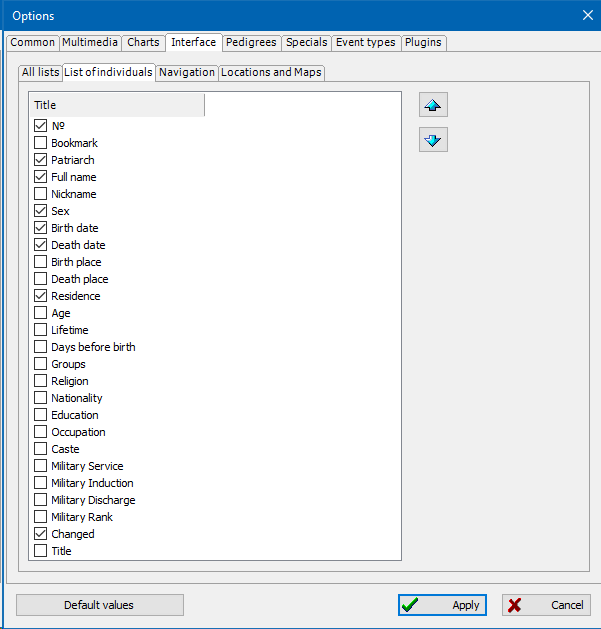 Options
Common Multimedia Charts Interface Pedigrees Specials Event types Plugins
All lists List of individuals Navigation Locations and Maps
Title
Nº
Bookmark
Patriarch
Full name
Nickname
Sex
Birth date
Death date
Birth place
Death place
Residence
Age
Lifetime
Days before birth
Groups
Religion
Nationality
Education
Occupation
Caste
Military Service
Military Induction
Military Discharge
Military Rank
Changed
Title
Default values Apply Cancel